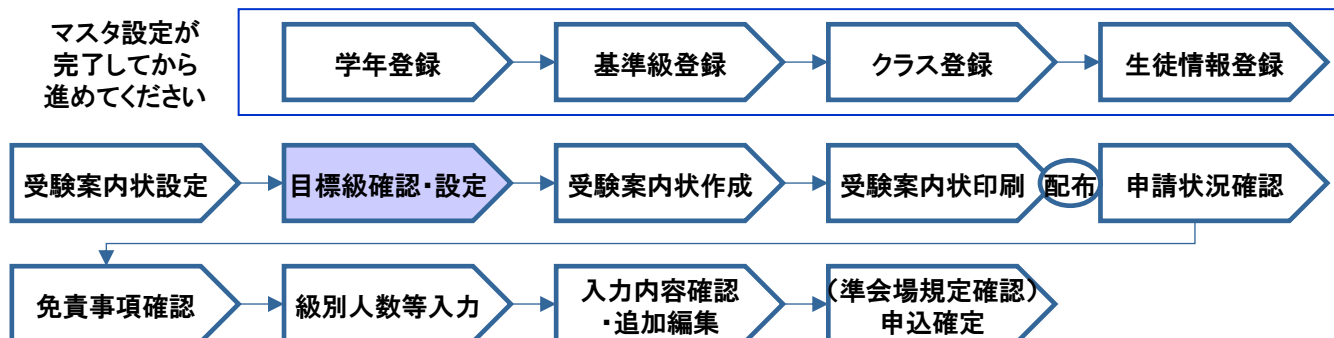 マスタ設定が
完了してから
進めてください
学年登録
基準級登録
クラス登録
生徒情報登録
受験案内状設定
目標級確認・設定
受験案内状作成
受験案内状印刷
配布
申請状況確認
免責事項確認
級別人数等入力
入力内容確認
・追加編集
（準会場規定確認）
申込確定